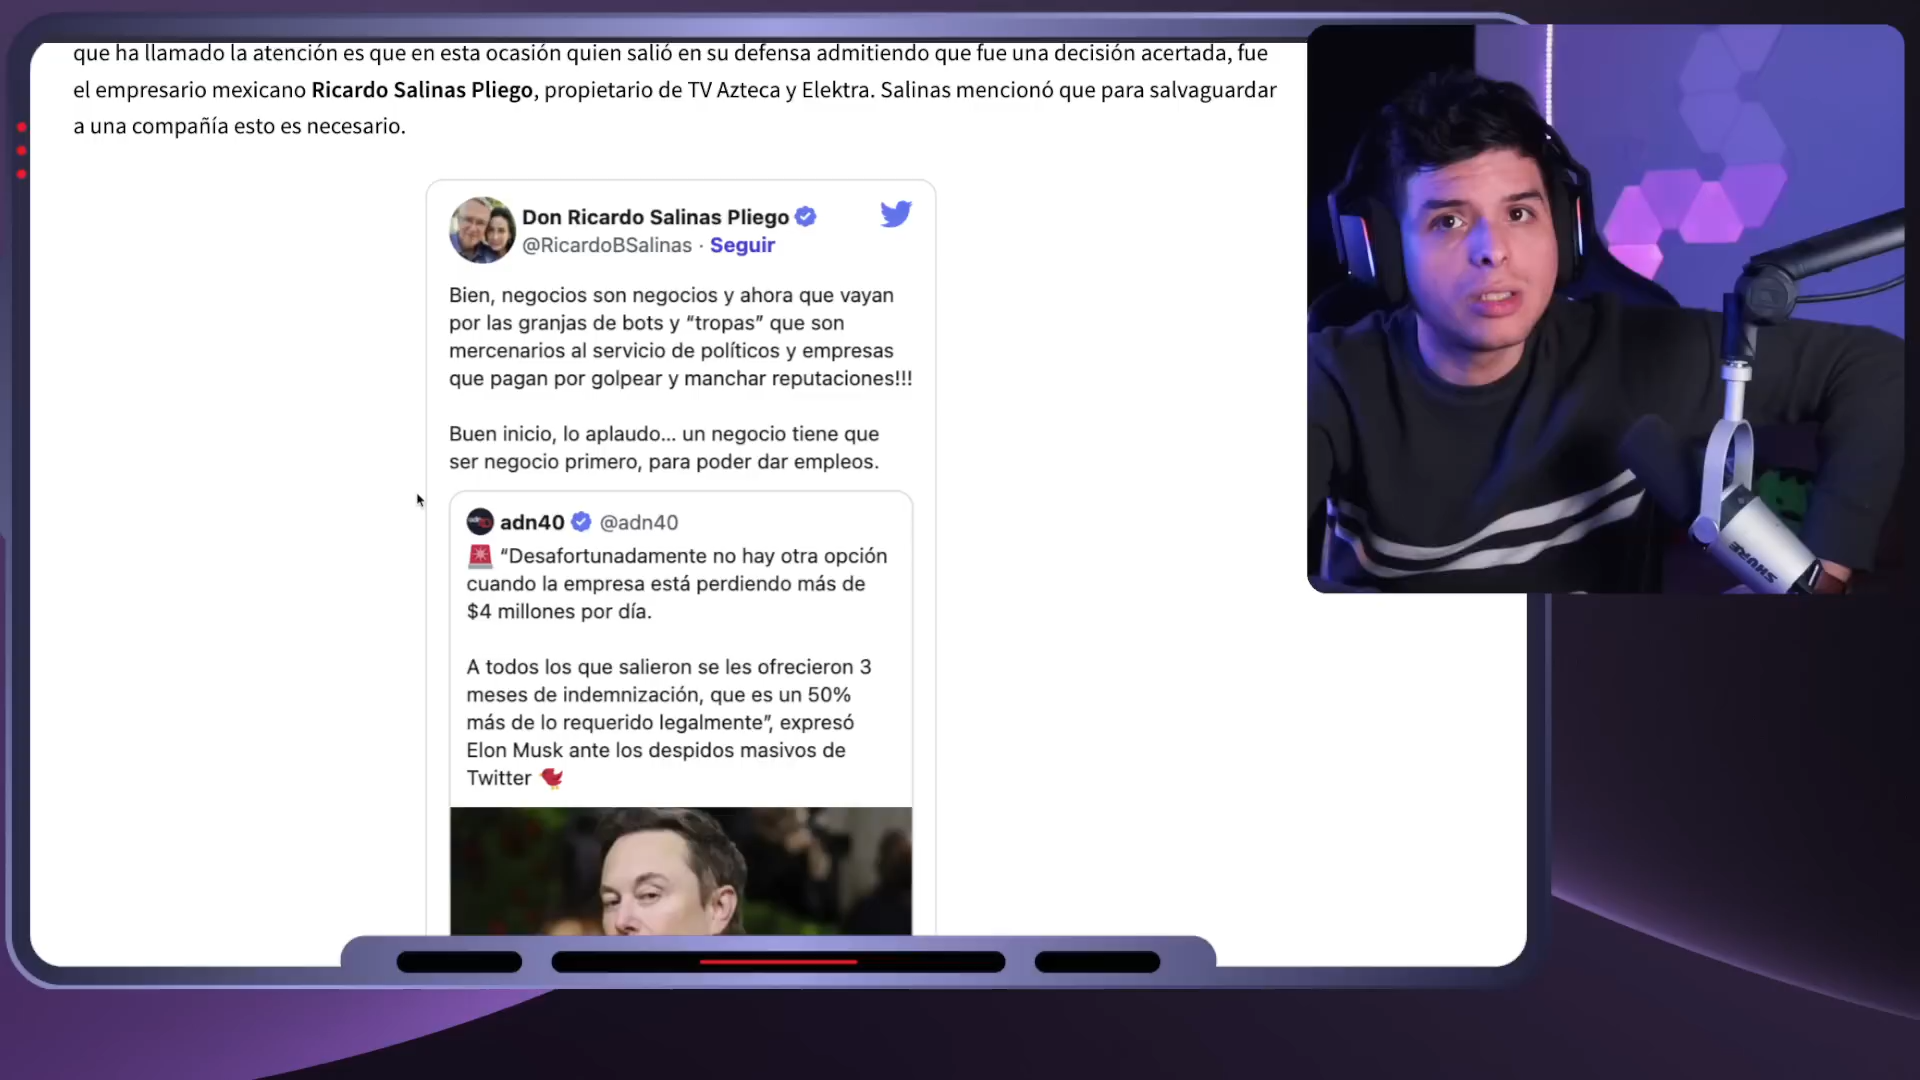 que ha llamado la atención es que en esta ocasión quien salió en su defensa admitiendo que fue una decisión acertada, fue
el empresario mexicano Ricardo Salinas Pliego, propietario de TV Azteca y Elektra. Salinas mencionó que para salvaguardar
a una compañía esto es necesario.
Don Ricardo Salinas Pliego
@RicardoBSalinas · Seguir
Bien, negocios son negocios y ahora que vayan
por las granjas de bots y “tropas” que son
mercenarios al servicio de políticos y empresas
que pagan por golpear y manchar reputaciones!!!
Buen inicio, lo aplaudo... un negocio tiene que
ser negocio primero, para poder dar empleos.
adn40 @adn40
“Desafortunadamente no hay otra opción
cuando la empresa está perdiendo más de
$4 millones por día.
A todos los que salieron se les ofrecieron 3
meses de indemnización, que es un 50%
más de lo requerido legalmente”, expresó
Elon Musk ante los despidos masivos de
Twitter
SHURE